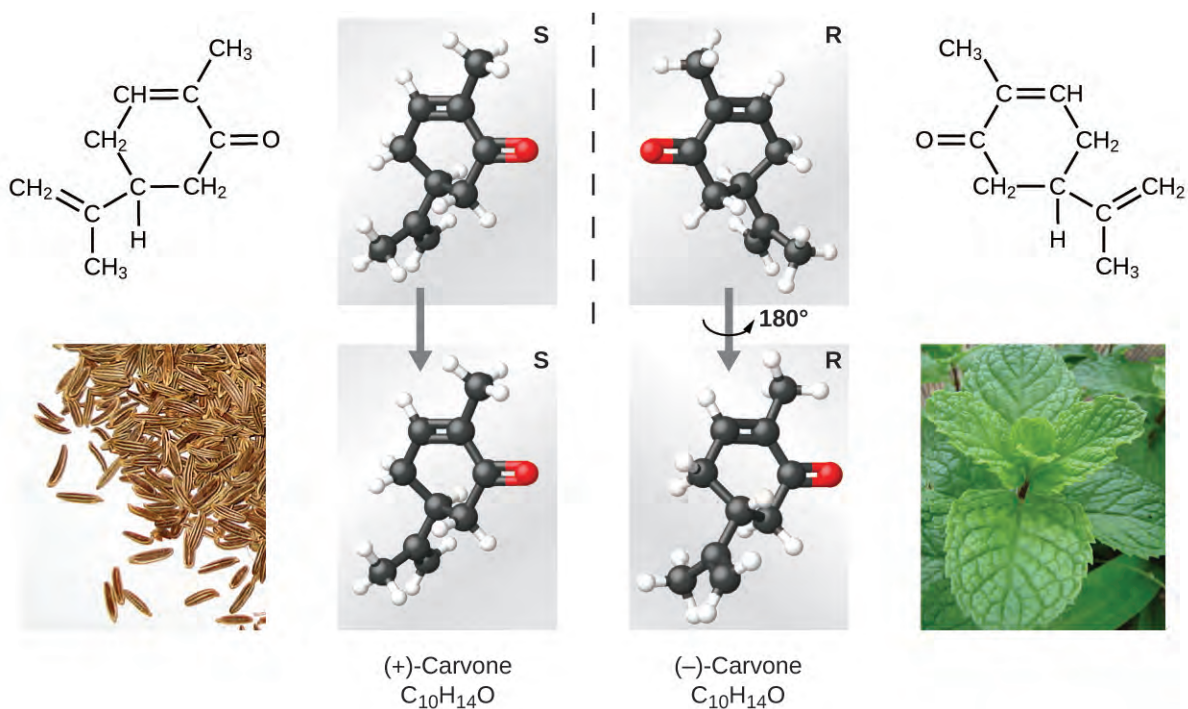 CH₃
CH
C
CH₂
C
O
CH₂
C
CH₂
C
H
CH₃
S
R
CH₃
C
CH
O
C
CH₂
CH₂
C
CH₂
H
C
CH₃
180°
S
R
(+)-Carvone
C₁₀H₁₄O
(–)-Carvone
C₁₀H₁₄O